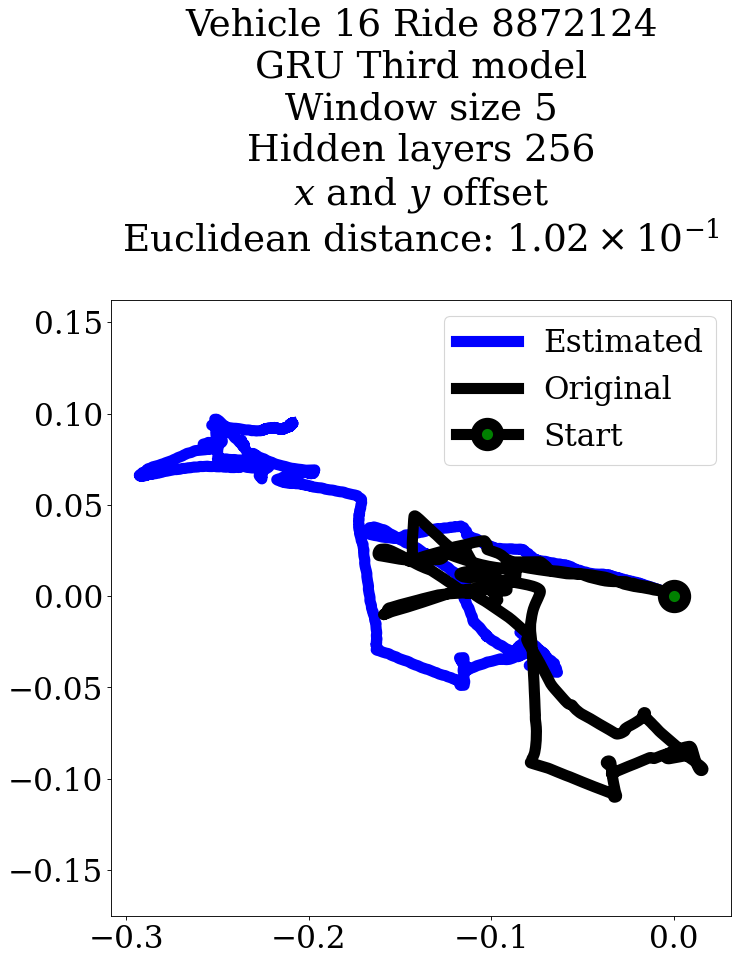 Vehicle 16 Ride 8872124
GRU Third model
Window size 5
Hidden layers 256
x and y offset
Euclidean distance: 1.02 × 10⁻¹
Estimated
Original
Start
0.15
0.10
0.05
0.00
−0.05
−0.10
−0.15
−0.3 −0.2 −0.1 0.0